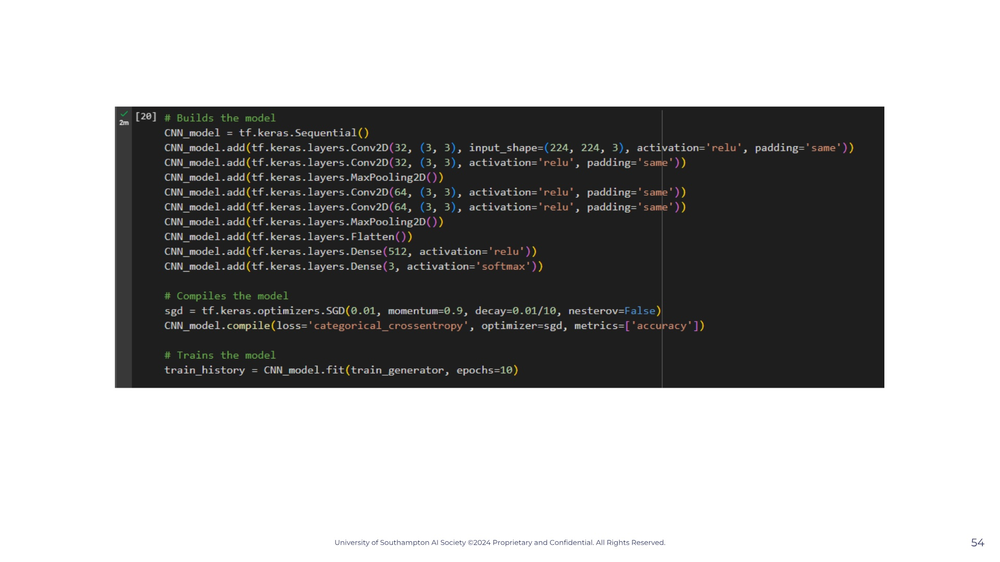 [20] # Builds the model
2m
CNN_model = tf.keras.Sequential()
CNN_model.add(tf.keras.layers.Conv2D(32, (3, 3), input_shape=(224, 224, 3), activation='relu', padding='same'))
CNN_model.add(tf.keras.layers.Conv2D(32, (3, 3), activation='relu', padding='same'))
CNN_model.add(tf.keras.layers.MaxPooling2D())
CNN_model.add(tf.keras.layers.Conv2D(64, (3, 3), activation='relu', padding='same'))
CNN_model.add(tf.keras.layers.Conv2D(64, (3, 3), activation='relu', padding='same'))
CNN_model.add(tf.keras.layers.MaxPooling2D())
CNN_model.add(tf.keras.layers.Flatten())
CNN_model.add(tf.keras.layers.Dense(512, activation='relu'))
CNN_model.add(tf.keras.layers.Dense(3, activation='softmax'))
# Compiles the model
sgd = tf.keras.optimizers.SGD(0.01, momentum=0.9, decay=0.01/10, nesterov=False)
CNN_model.compile(loss='categorical_crossentropy', optimizer=sgd, metrics=['accuracy'])
# Trains the model
train_history = CNN_model.fit(train_generator, epochs=10)
University of Southampton AI Society ©2024 Proprietary and Confidential. All Rights Reserved.
54